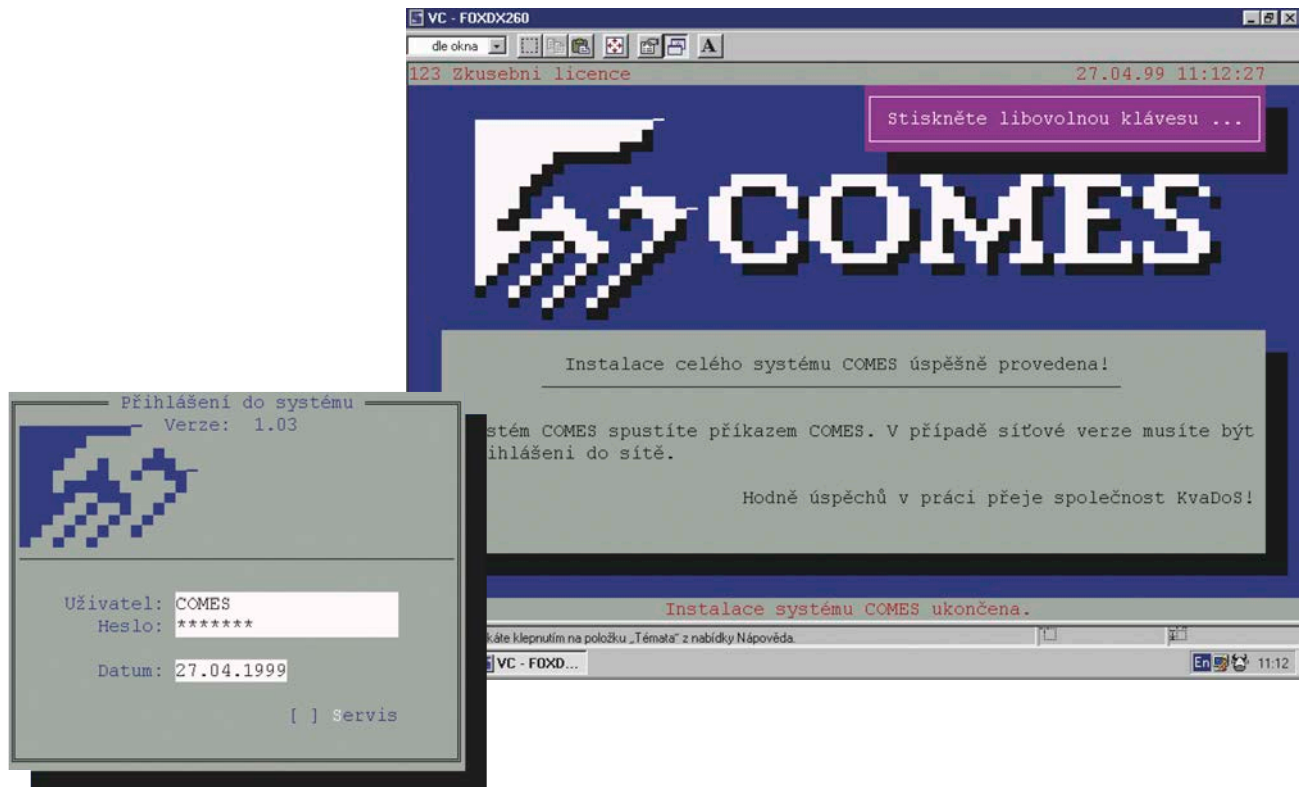 VC - FOXDX260
dle okna
A
123 Zkusebni licence 27.04.99 11:12:27
Stiskněte libovolnou klávesu ...
COMES
Instalace celého systému COMES úspěšně provedena!
stém COMES spustíte příkazem COMES. V případě síťové verze musíte být
ihlášeni do sítě.
Hodně úspěchů v práci přeje společnost KvaDoS!
Instalace systému COMES ukončena.
káte klepnutím na položku „Témata" z nabídky Nápověda.
VC - FOXD...
En 11:12
Přihlášení do systému
Verze: 1.03
Uživatel: COMES
Heslo: *******
Datum: 27.04.1999
[ ] Servis